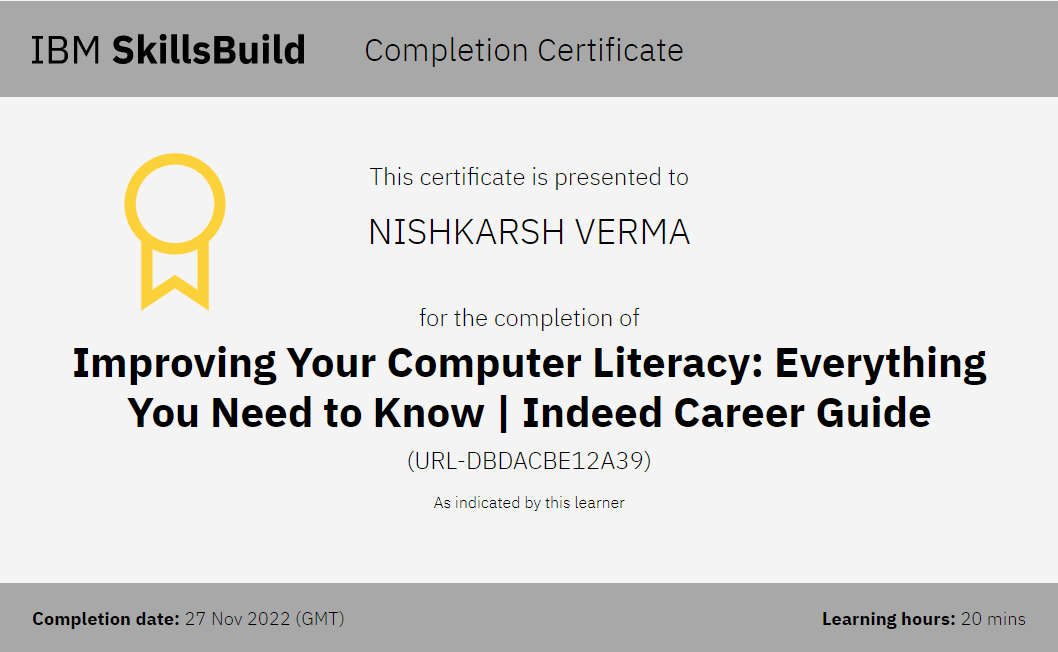 IBM SkillsBuild Completion Certificate
This certificate is presented to
NISHKARSH VERMA
for the completion of
Improving Your Computer Literacy: Everything
You Need to Know | Indeed Career Guide
(URL-DBDACBE12A39)
As indicated by this learner
Completion date: 27 Nov 2022 (GMT) Learning hours: 20 mins